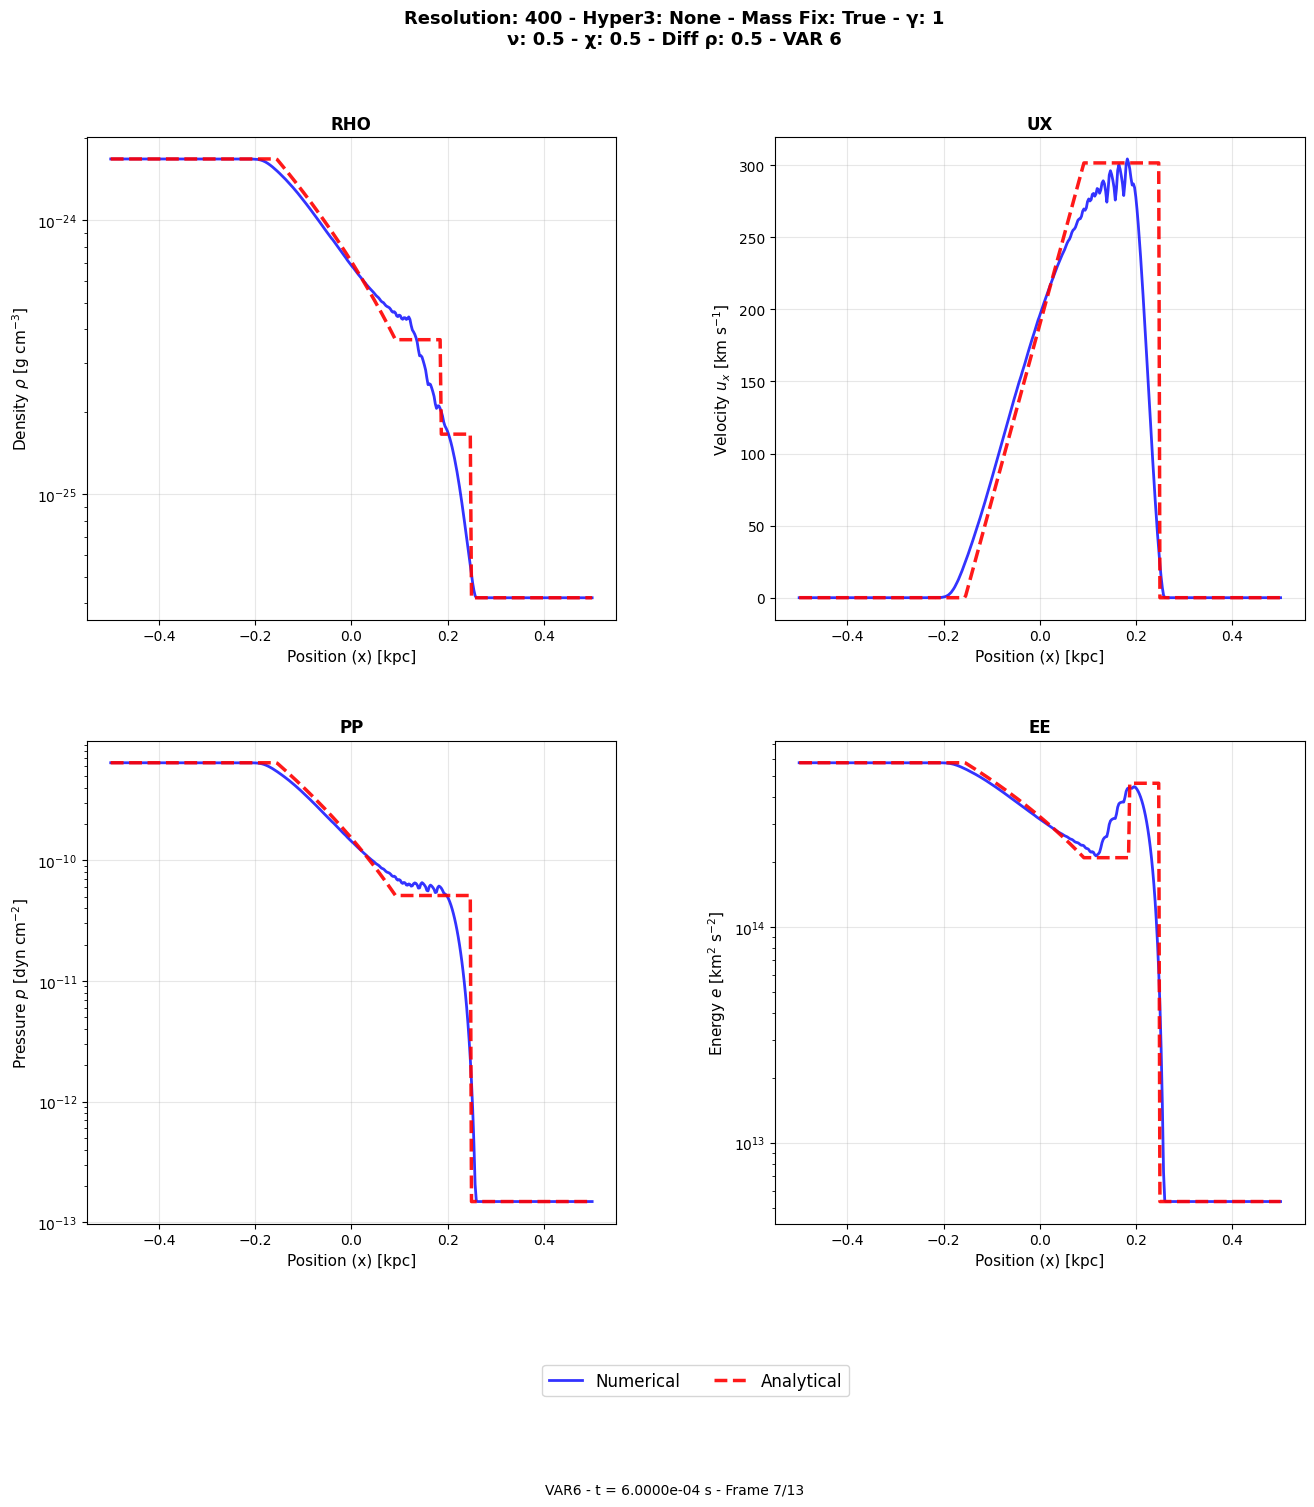 Resolution: 400 - Hyper3: None - Mass Fix: True - γ: 1
ν: 0.5 - χ: 0.5 - Diff ρ: 0.5 - VAR 6
RHO
10⁻²⁴
10⁻²⁵
Density ρ [g cm⁻³]
−0.4 −0.2 0.0 0.2 0.4
Position (x) [kpc]
UX
300
250
200
150
100
50
0
Velocity uₓ [km s⁻¹]
−0.4 −0.2 0.0 0.2 0.4
Position (x) [kpc]
PP
10⁻¹⁰
10⁻¹¹
10⁻¹²
10⁻¹³
Pressure p [dyn cm⁻²]
−0.4 −0.2 0.0 0.2 0.4
Position (x) [kpc]
EE
10¹⁴
10¹³
Energy e [km² s⁻²]
−0.4 −0.2 0.0 0.2 0.4
Position (x) [kpc]
Numerical Analytical
VAR6 - t = 6.0000e-04 s - Frame 7/13